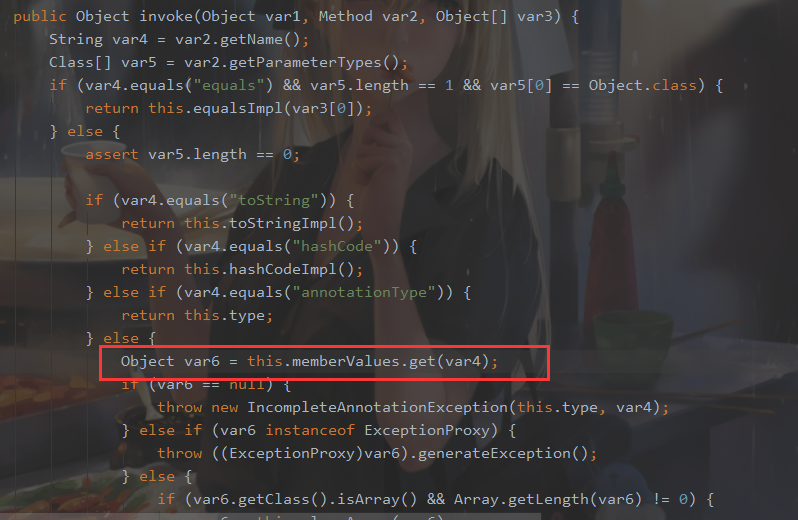 public Object invoke(Object var1, Method var2, Object[] var3) {
    String var4 = var2.getName();
    Class[] var5 = var2.getParameterTypes();
    if (var4.equals("equals") && var5.length == 1 && var5[0] == Object.class) {
        return this.equalsImpl(var3[0]);
    } else {
        assert var5.length == 0;

        if (var4.equals("toString")) {
            return this.toStringImpl();
        } else if (var4.equals("hashCode")) {
            return this.hashCodeImpl();
        } else if (var4.equals("annotationType")) {
            return this.type;
        } else {
            Object var6 = this.memberValues.get(var4);
            if (var6 == null) {
                throw new IncompleteAnnotationException(this.type, var4);
            } else if (var6 instanceof ExceptionProxy) {
                throw ((ExceptionProxy)var6).generateException();
            } else {
                if (var6.getClass().isArray() && Array.getLength(var6) != 0) {